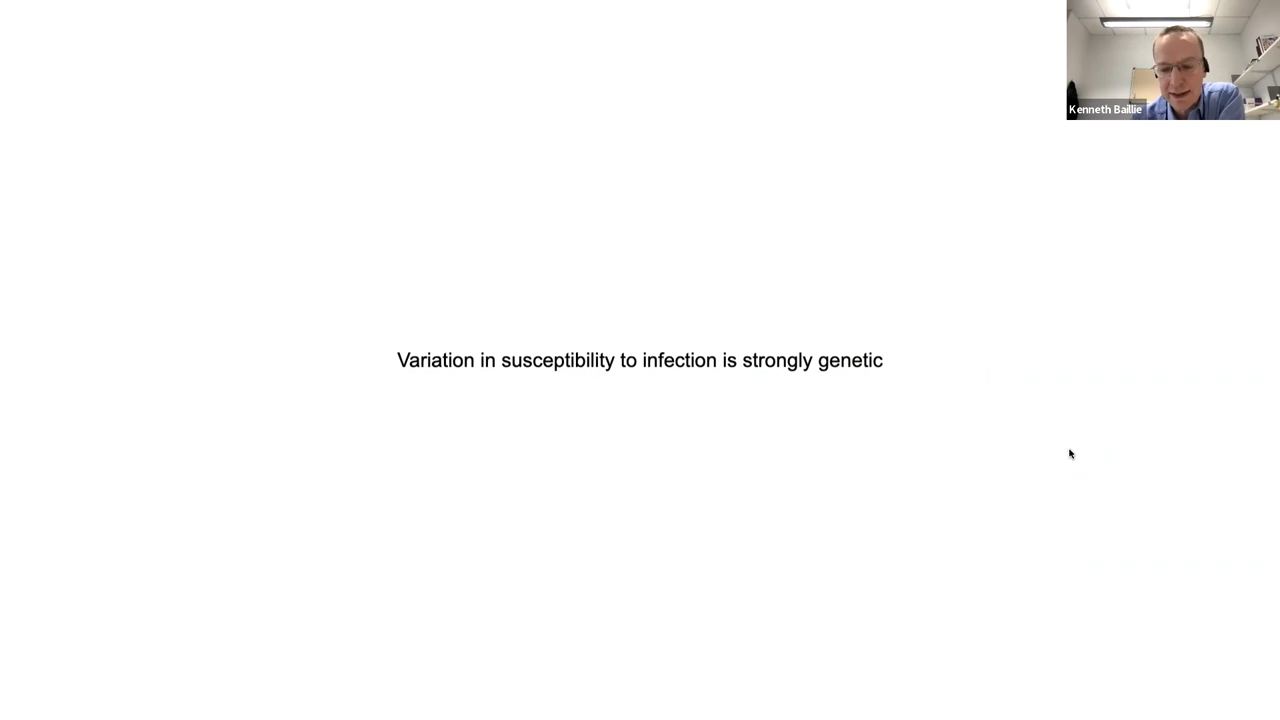 Kenneth Baillie
Variation in susceptibility to infection is strongly genetic